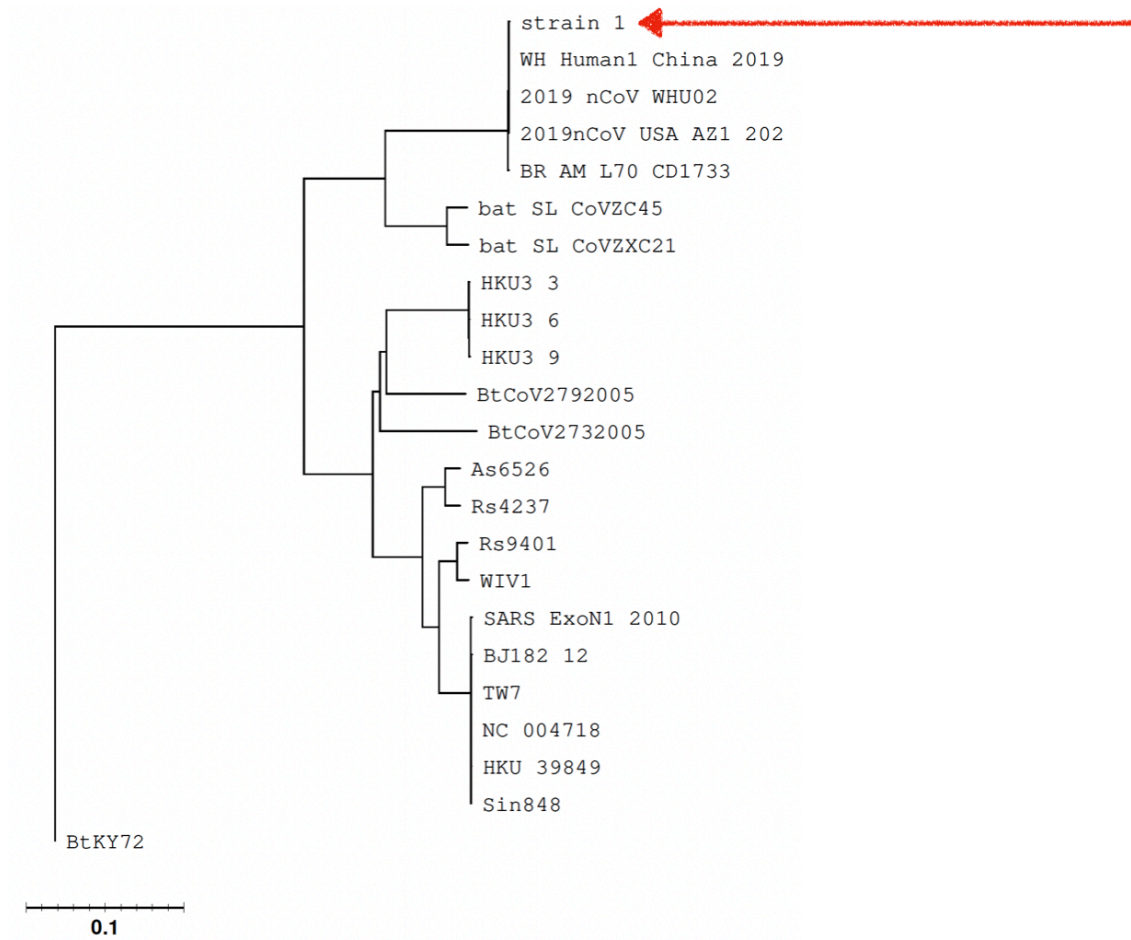 strain 1
WH Human1 China 2019
2019 nCoV WHU02
2019nCoV USA AZ1 202
BR AM L70 CD1733
bat SL CoVZC45
bat SL CoVZXC21
HKU3 3
HKU3 6
HKU3 9
BtCoV2792005
BtCoV2732005
As6526
Rs4237
Rs9401
WIV1
SARS ExoN1 2010
BJ182 12
TW7
NC 004718
HKU 39849
Sin848
BtKY72
0.1